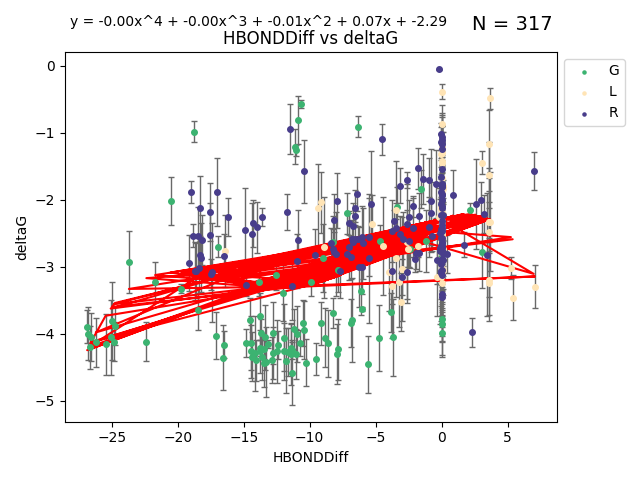 y = -0.00x^4 + -0.00x^3 + -0.01x^2 + 0.07x + -2.29
N = 317
HBONDDiff vs deltaG
G
L
R
deltaG
0
−1
−2
−3
−4
−5
−25
−20
−15
−10
−5
0
5
HBONDDiff